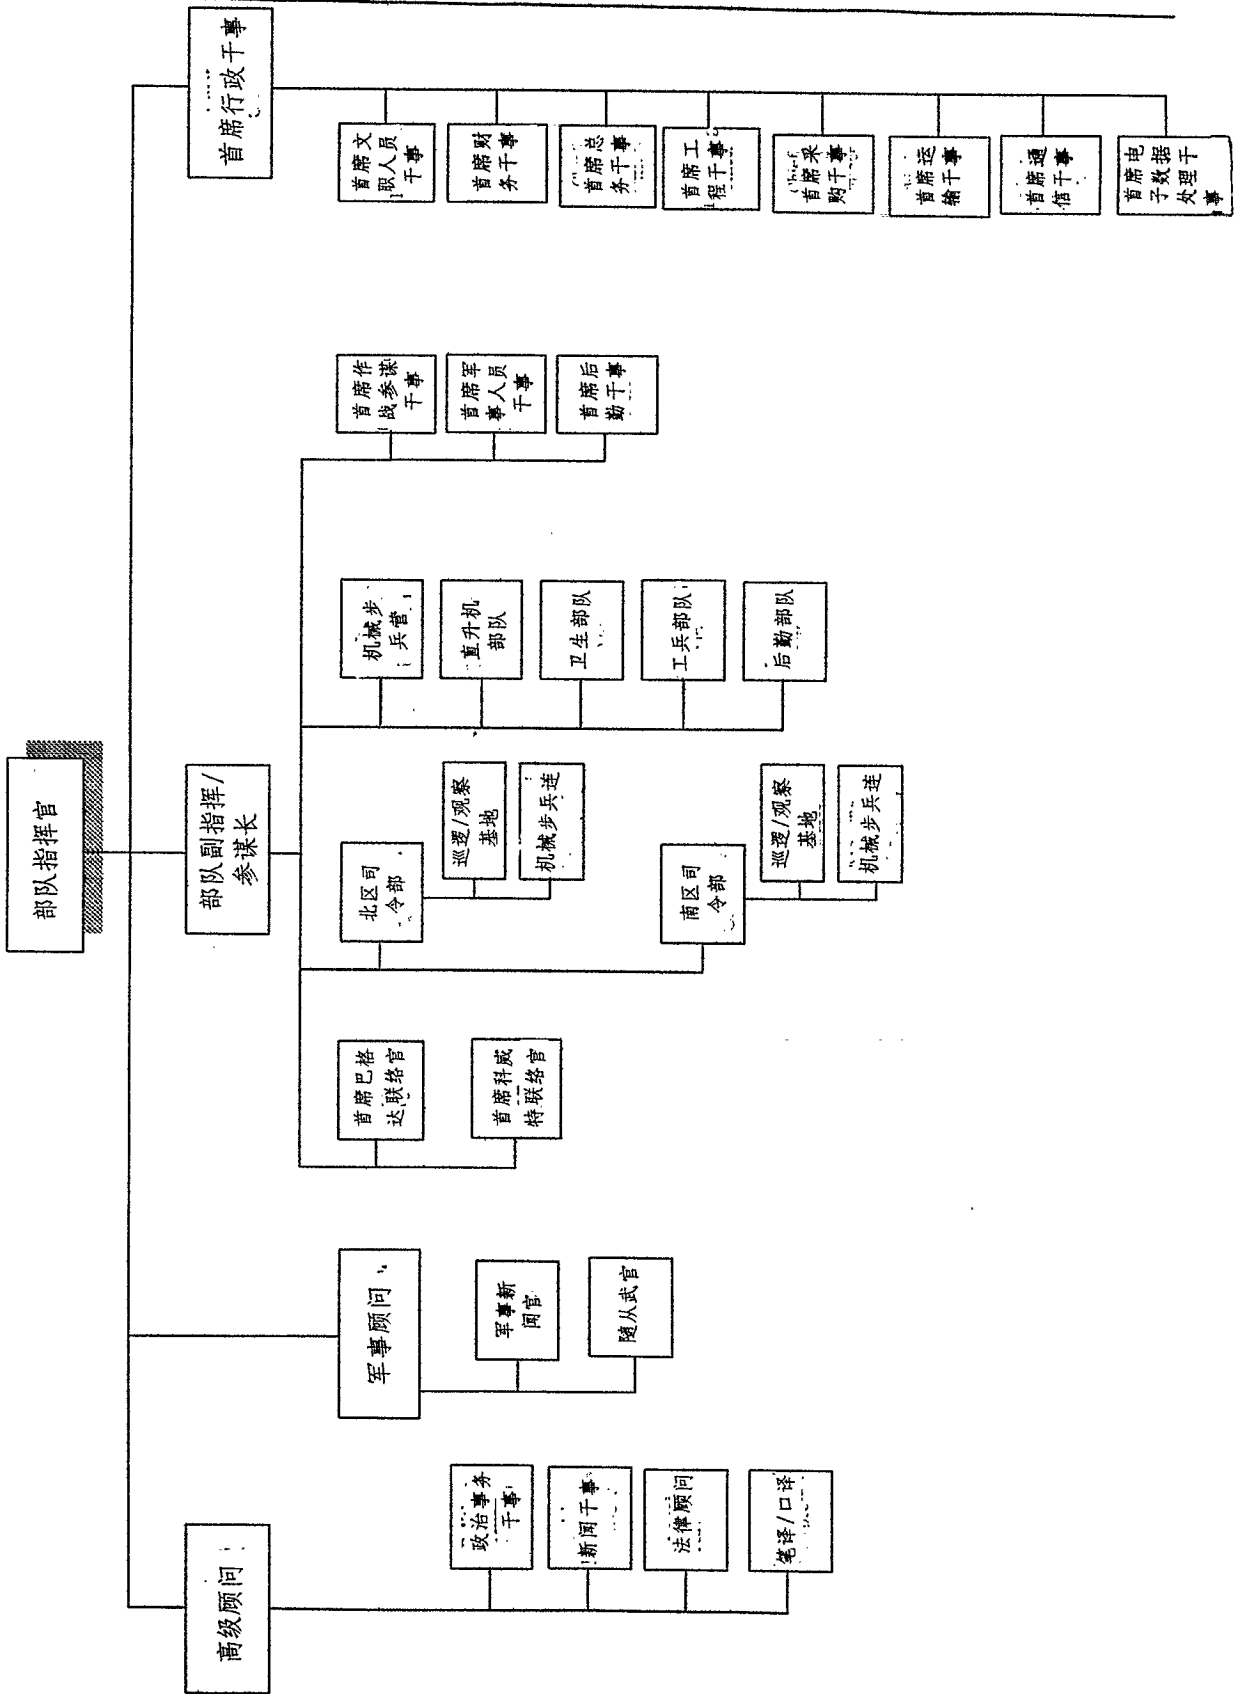 部队指挥官
高级顾问
政治事务
干事
新闻干事
法律顾问
笔译/口译
军事顾问
军事新
闻官
随从武官
部队副指挥/
参谋长
首席巴格
达联络官
首席科威
特联络官
北区司
令部
巡逻/观察
基地
机械步兵连
南区司
令部
巡逻/观察
基地
机械步兵连
机械步
兵营
直升机
部队
卫生部队
工兵部队
后勤部队
首席作
战参谋
干事
首席军
事人员
干事
首席后
勤干事
首席行政干事
首席文
职人员
干事
首席财
务干事
首席总
务干事
首席工
程干事
首席采
购干事
首席运
输干事
首席通
信干事
首席电
子数据
处理干
事